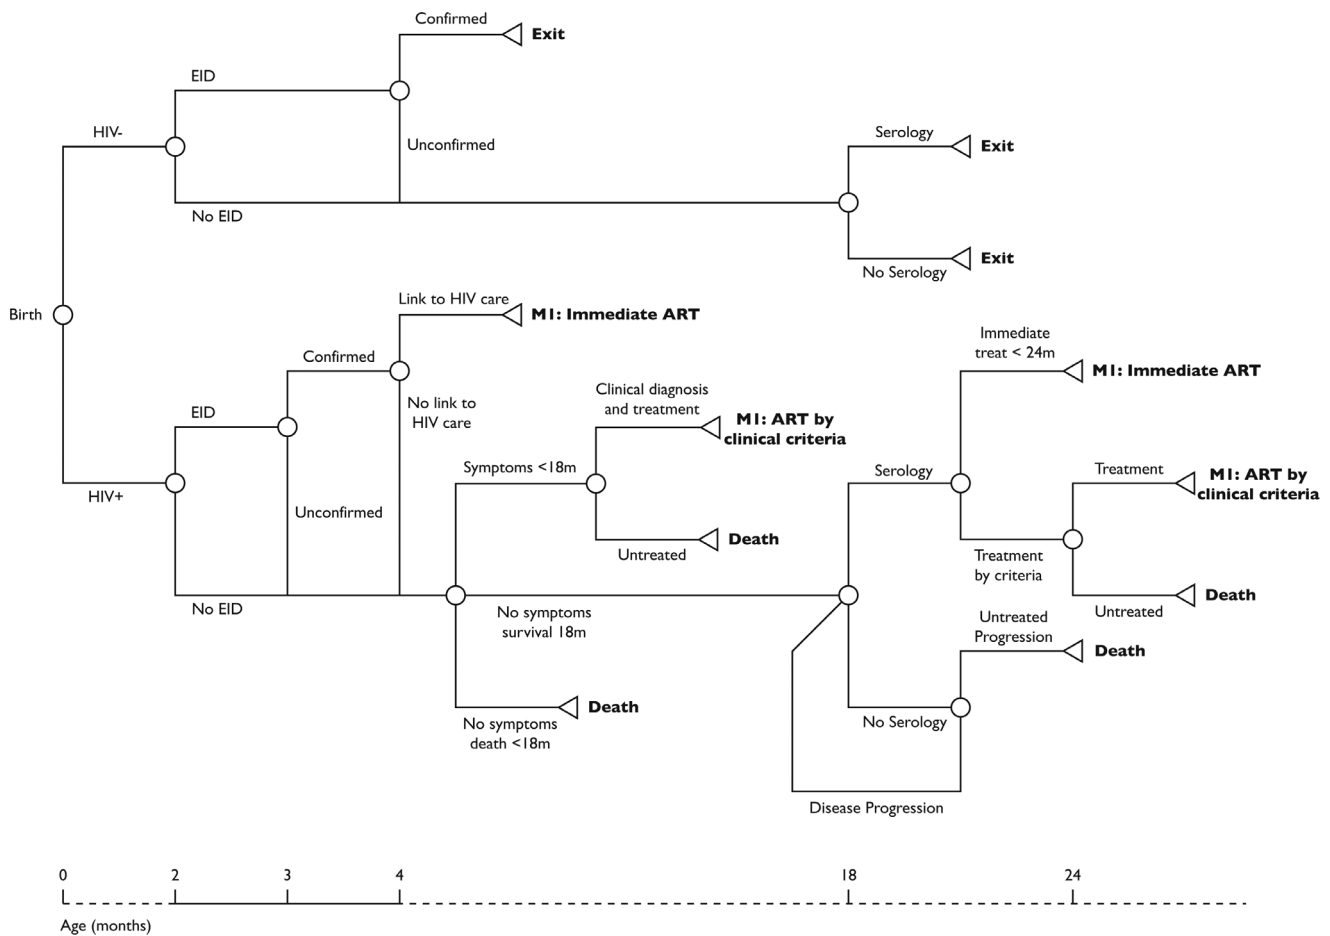 Confirmed
Exit
EID
HIV-
Unconfirmed
Serology
Exit
No EID
No Serology
Exit
Birth
Link to HIV care
M1: Immediate ART
Immediate
treat < 24m
M1: Immediate ART
Confirmed
EID
No link to
HIV care
Clinical diagnosis
and treatment
M1: ART by
clinical criteria
Symptoms <18m
Serology
Treatment
M1: ART by
clinical criteria
HIV+
Unconfirmed
Untreated
Death
Treatment
by criteria
No EID
No symptoms
survival 18m
Untreated
Death
Untreated
Progression
Death
No symptoms
death <18m
Death
No Serology
Disease Progression
0 2 3 4 18 24
Age (months)